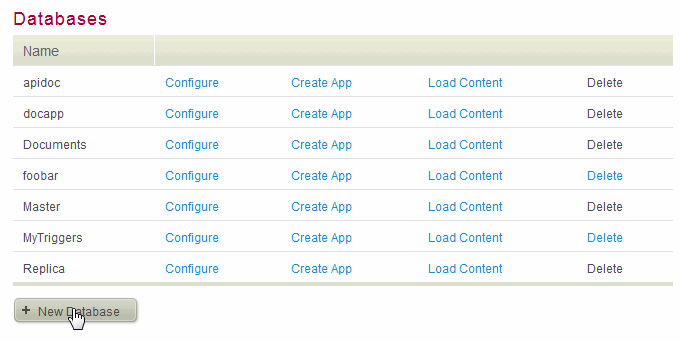 Databases
Name
apidoc Configure Create App Load Content Delete
docapp Configure Create App Load Content Delete
Documents Configure Create App Load Content Delete
foobar Configure Create App Load Content Delete
Master Configure Create App Load Content Delete
MyTriggers Configure Create App Load Content Delete
Replica Configure Create App Load Content Delete
+ New Database